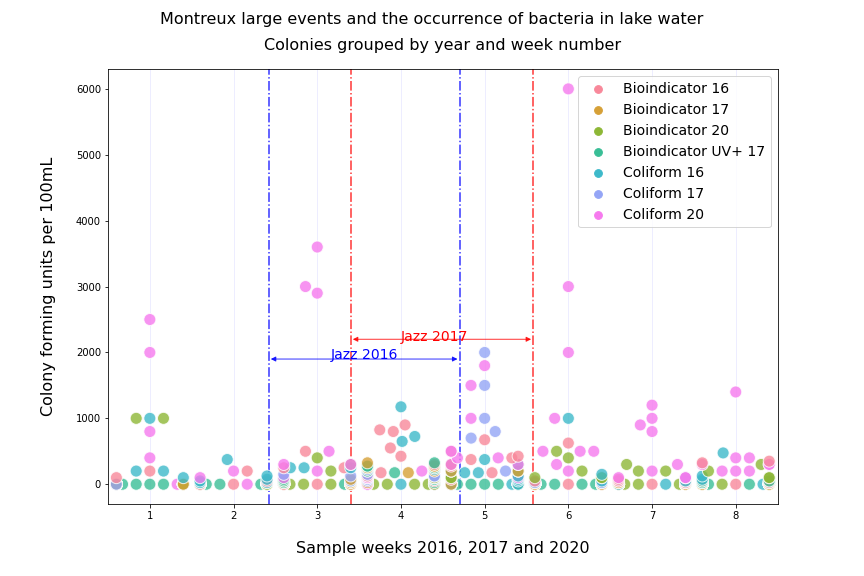 Montreux large events and the occurrence of bacteria in lake water
Colonies grouped by year and week number
Colony forming units per 100mL
6000
5000
4000
3000
2000
1000
0
Bioindicator 16
Bioindicator 17
Bioindicator 20
Bioindicator UV+ 17
Coliform 16
Coliform 17
Coliform 20
Jazz 2017
Jazz 2016
1 2 3 4 5 6 7 8
Sample weeks 2016, 2017 and 2020